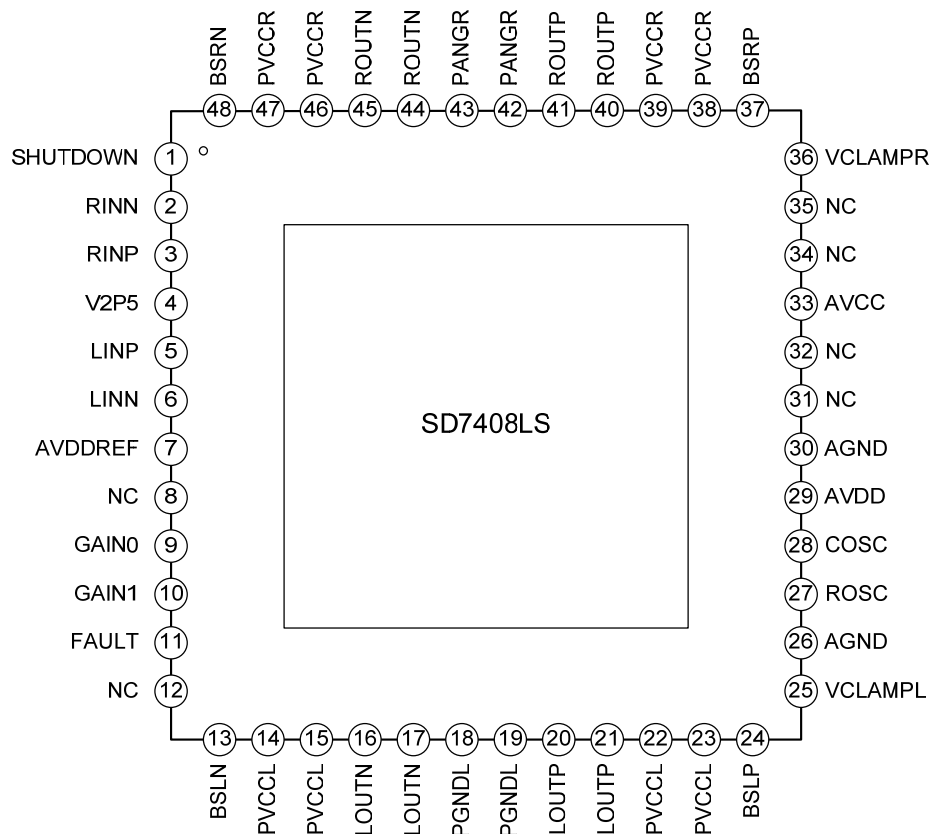 BSRN PVCCR PVCCR ROUTN ROUTN PANGR PANGR ROUTP ROUTP PVCCR PVCCR BSRP
48 47 46 45 44 43 42 41 40 39 38 37
SHUTDOWN 1 36 VCLAMPR
RINN 2 35 NC
RINP 3 34 NC
V2P5 4 33 AVCC
LINP 5 32 NC
LINN 6 31 NC
SD7408LS
AVDDREF 7 30 AGND
NC 8 29 AVDD
GAIN0 9 28 COSC
GAIN1 10 27 ROSC
FAULT 11 26 AGND
NC 12 25 VCLAMPL
13 14 15 16 17 18 19 20 21 22 23 24
BSLN PVCCL PVCCL LOUTN LOUTN PGNDL PGNDL LOUTP LOUTP PVCCL PVCCL BSLP